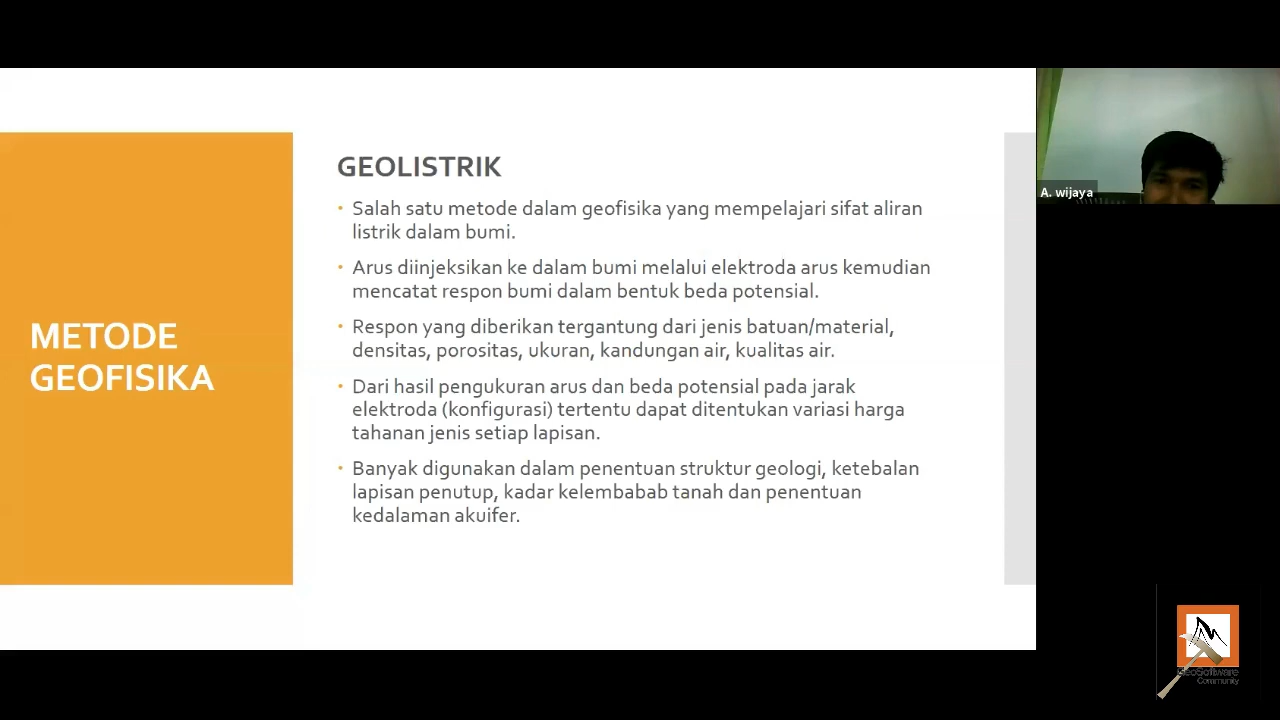 METODE
GEOFISIKA
GEOLISTRIK
• Salah satu metode dalam geofisika yang mempelajari sifat aliran
listrik dalam bumi.
• Arus diinjeksikan ke dalam bumi melalui elektroda arus kemudian
mencatat respon bumi dalam bentuk beda potensial.
• Respon yang diberikan tergantung dari jenis batuan/material,
densitas, porositas, ukuran, kandungan air, kualitas air.
• Dari hasil pengukuran arus dan beda potensial pada jarak
elektroda (konfigurasi) tertentu dapat ditentukan variasi harga
tahanan jenis setiap lapisan.
• Banyak digunakan dalam penentuan struktur geologi, ketebalan
lapisan penutup, kadar kelembabab tanah dan penentuan
kedalaman akuifer.
A. wijaya
GeoSoftware
Community